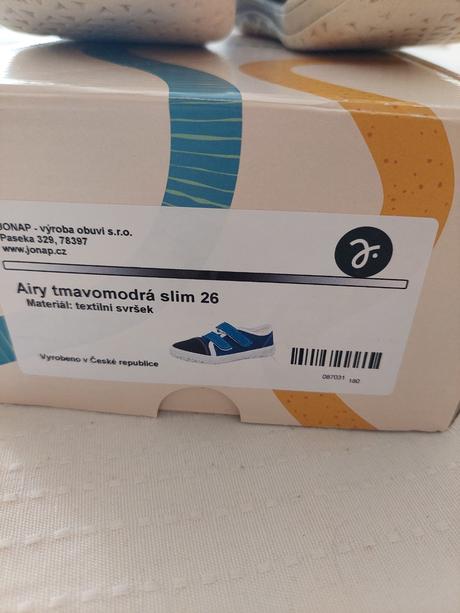 JONAP - výroba obuvi s.r.o.
Paseka 329, 78397
www.jonap.cz
Airy tmavomodrá slim 26
Materiál: textilní svršek
Vyrobeno v České republice
087031 180